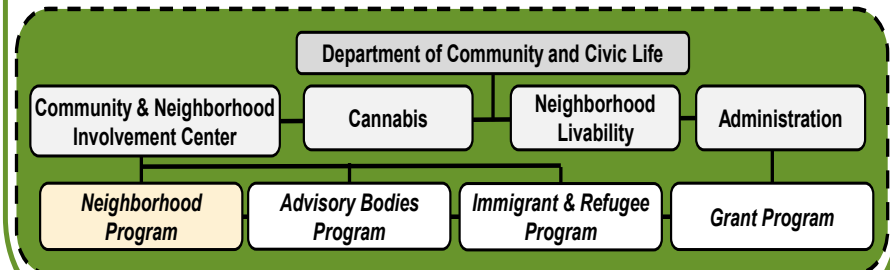 Department of Community and Civic Life
Community & Neighborhood
Involvement Center
Cannabis
Neighborhood
Livability
Administration
Neighborhood
Program
Advisory Bodies
Program
Immigrant & Refugee
Program
Grant Program